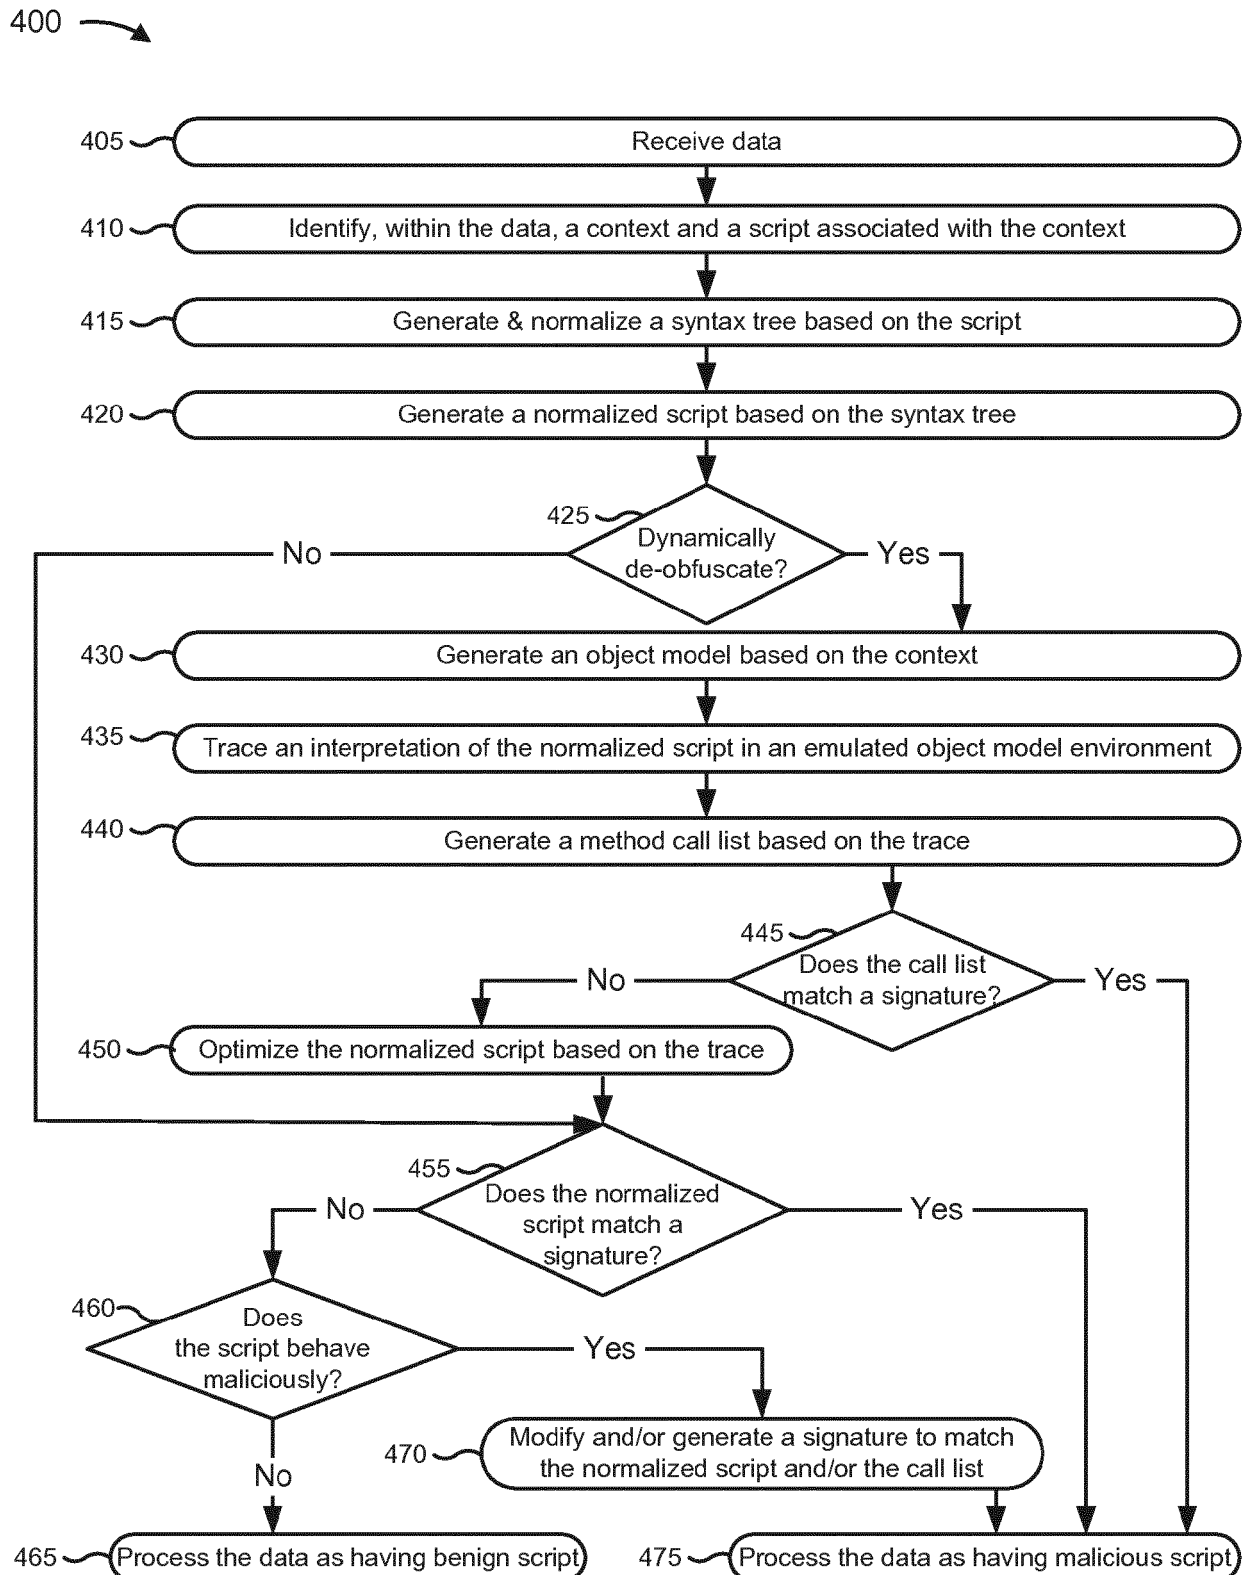 400
405
Receive data
410
Identify, within the data, a context and a script associated with the context
415
Generate & normalize a syntax tree based on the script
420
Generate a normalized script based on the syntax tree
425
Dynamically
de-obfuscate?
No
Yes
430
Generate an object model based on the context
435
Trace an interpretation of the normalized script in an emulated object model environment
440
Generate a method call list based on the trace
445
Does the call list
match a signature?
No
Yes
450
Optimize the normalized script based on the trace
455
Does the normalized
script match a
signature?
No
Yes
460
Does
the script behave
maliciously?
Yes
No
470
Modify and/or generate a signature to match
the normalized script and/or the call list
465
Process the data as having benign script
475
Process the data as having malicious script